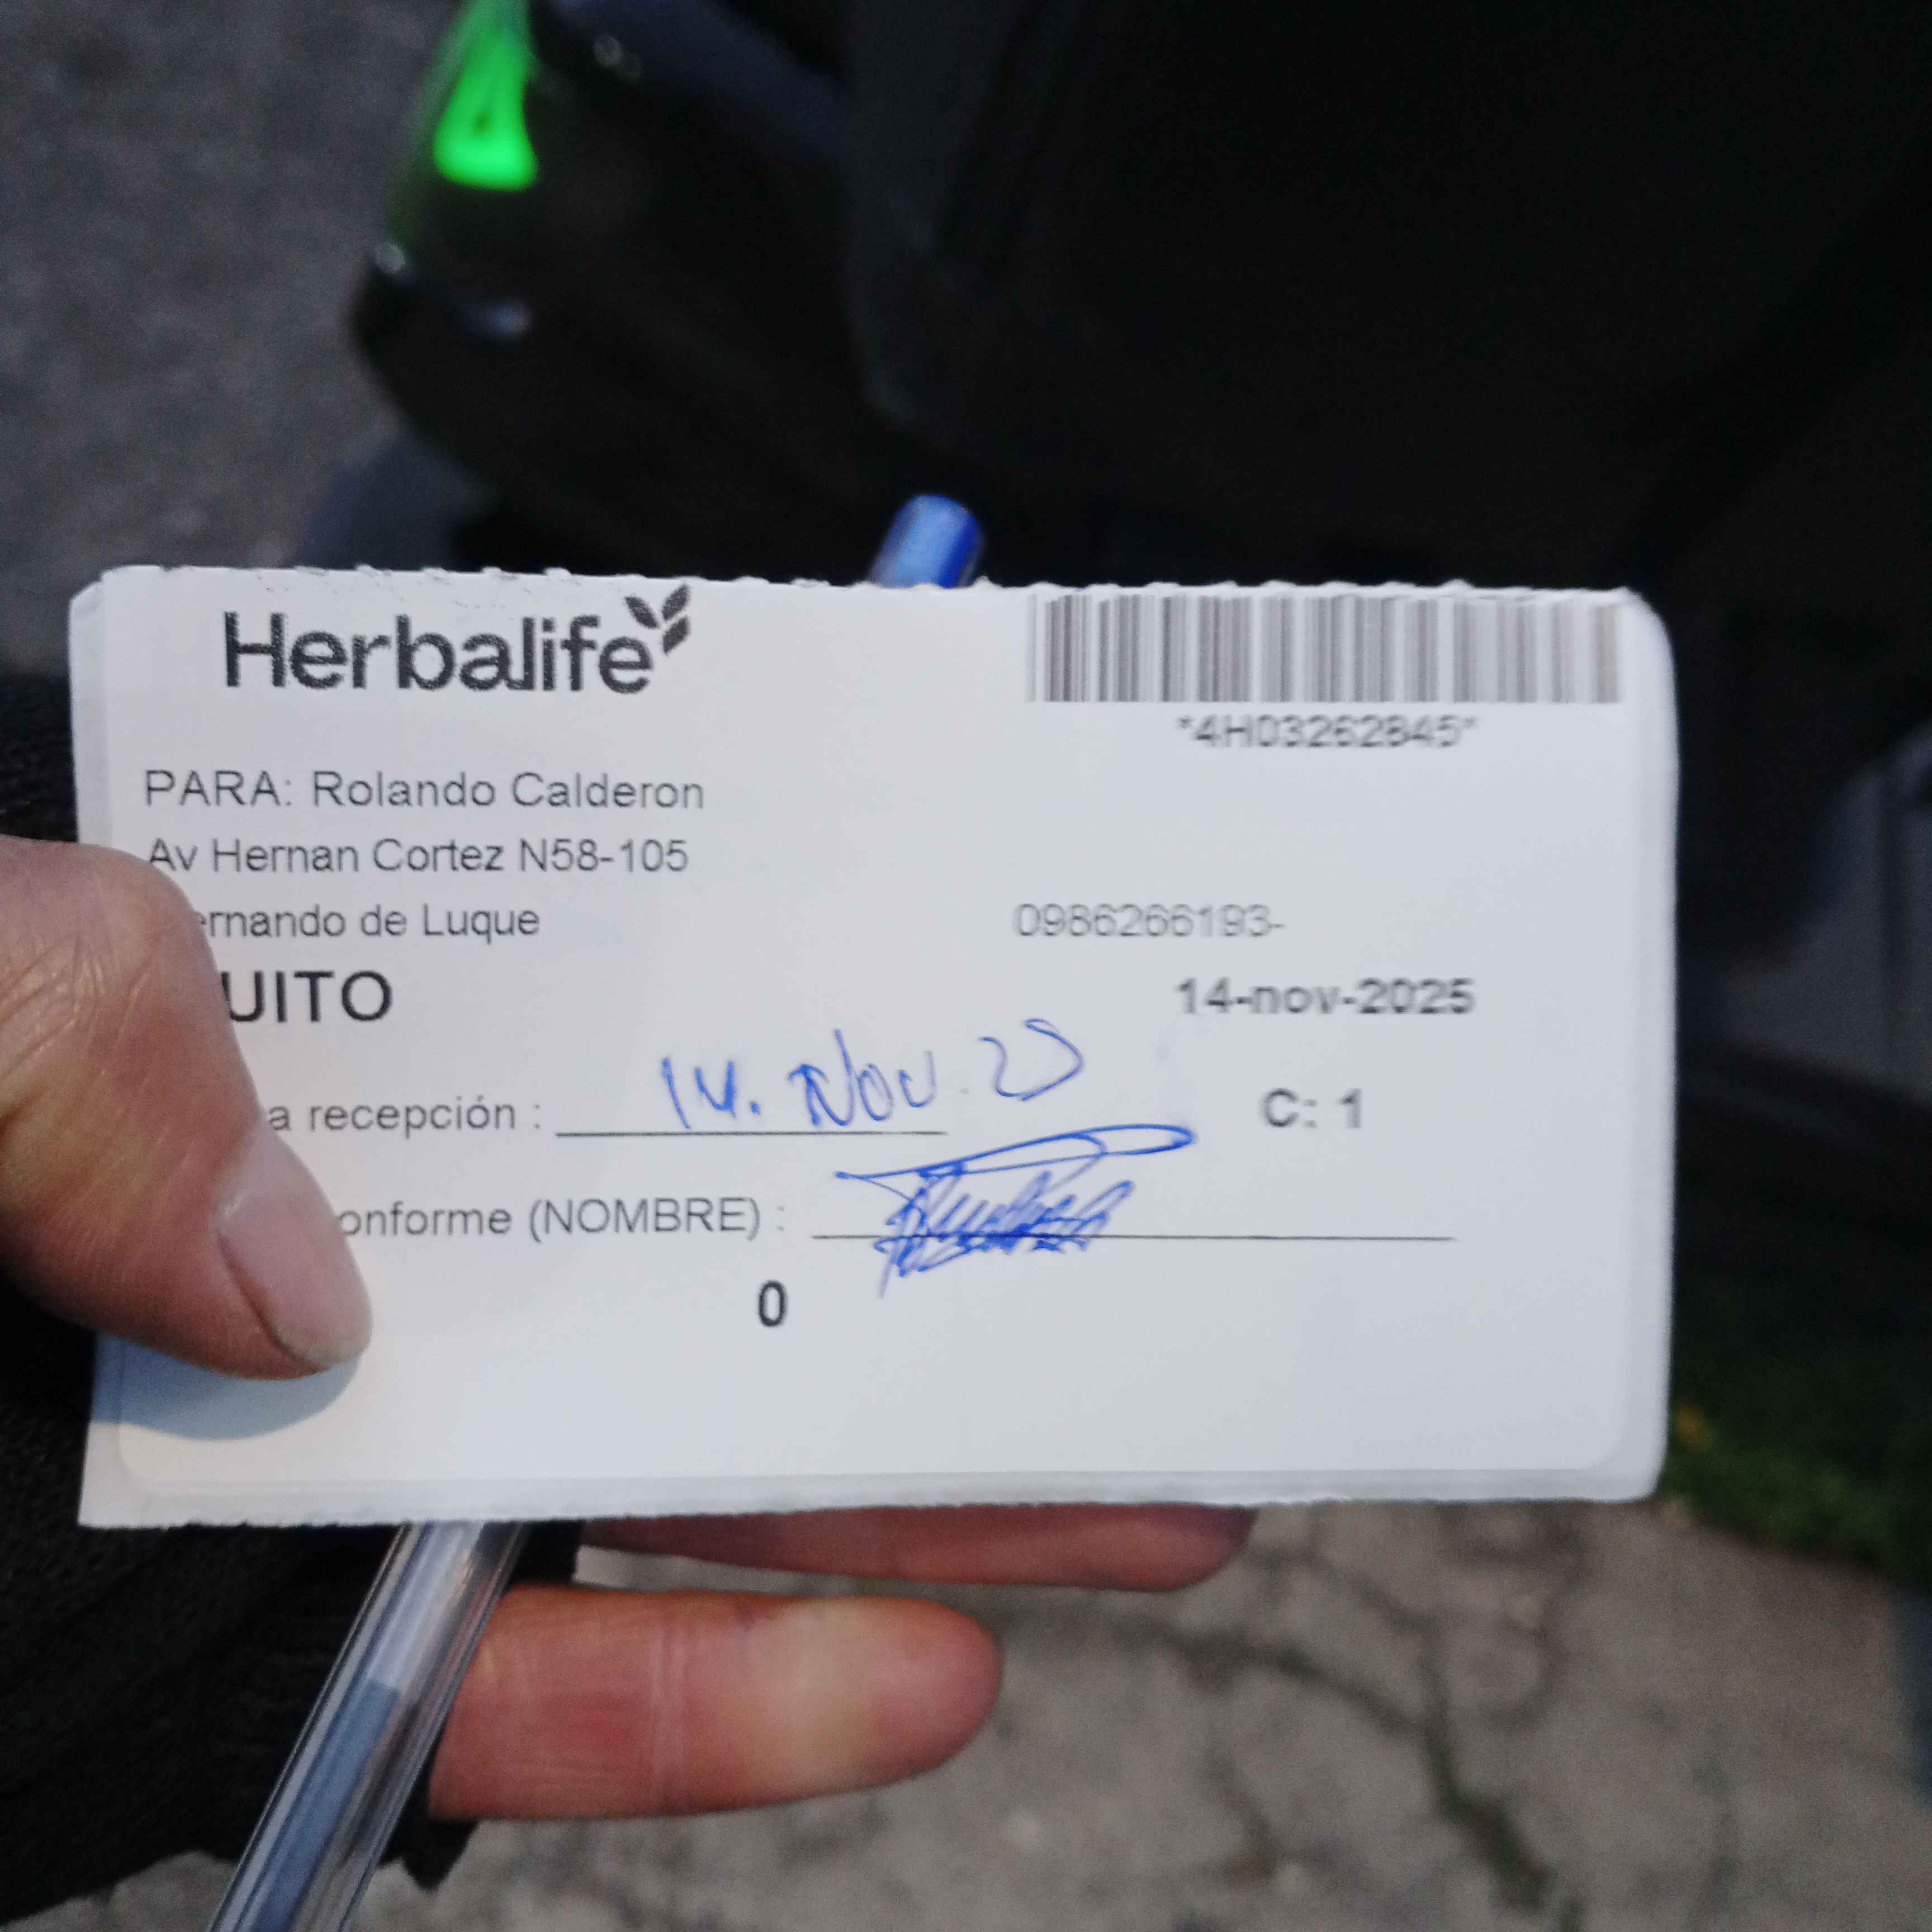 Herbalife
*4H03262845*
PARA: Rolando Calderon
Av Hernan Cortez N58-105
ernando de Luque 0986266193-
UITO 14-nov-2025
a recepción : 14. Nov 25 C: 1
onforme (NOMBRE) :
0